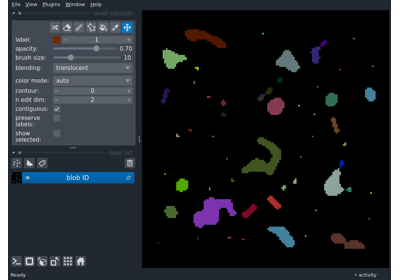 File View Plugins Window Help
layer controls
label: 1
opacity: 0.70
brush size: 10
blending: translucent
color mode: auto
contour: 0
n edit dim: 2
contiguous:
preserve
labels:
show
selected:
layer list
blob ID
Ready activity